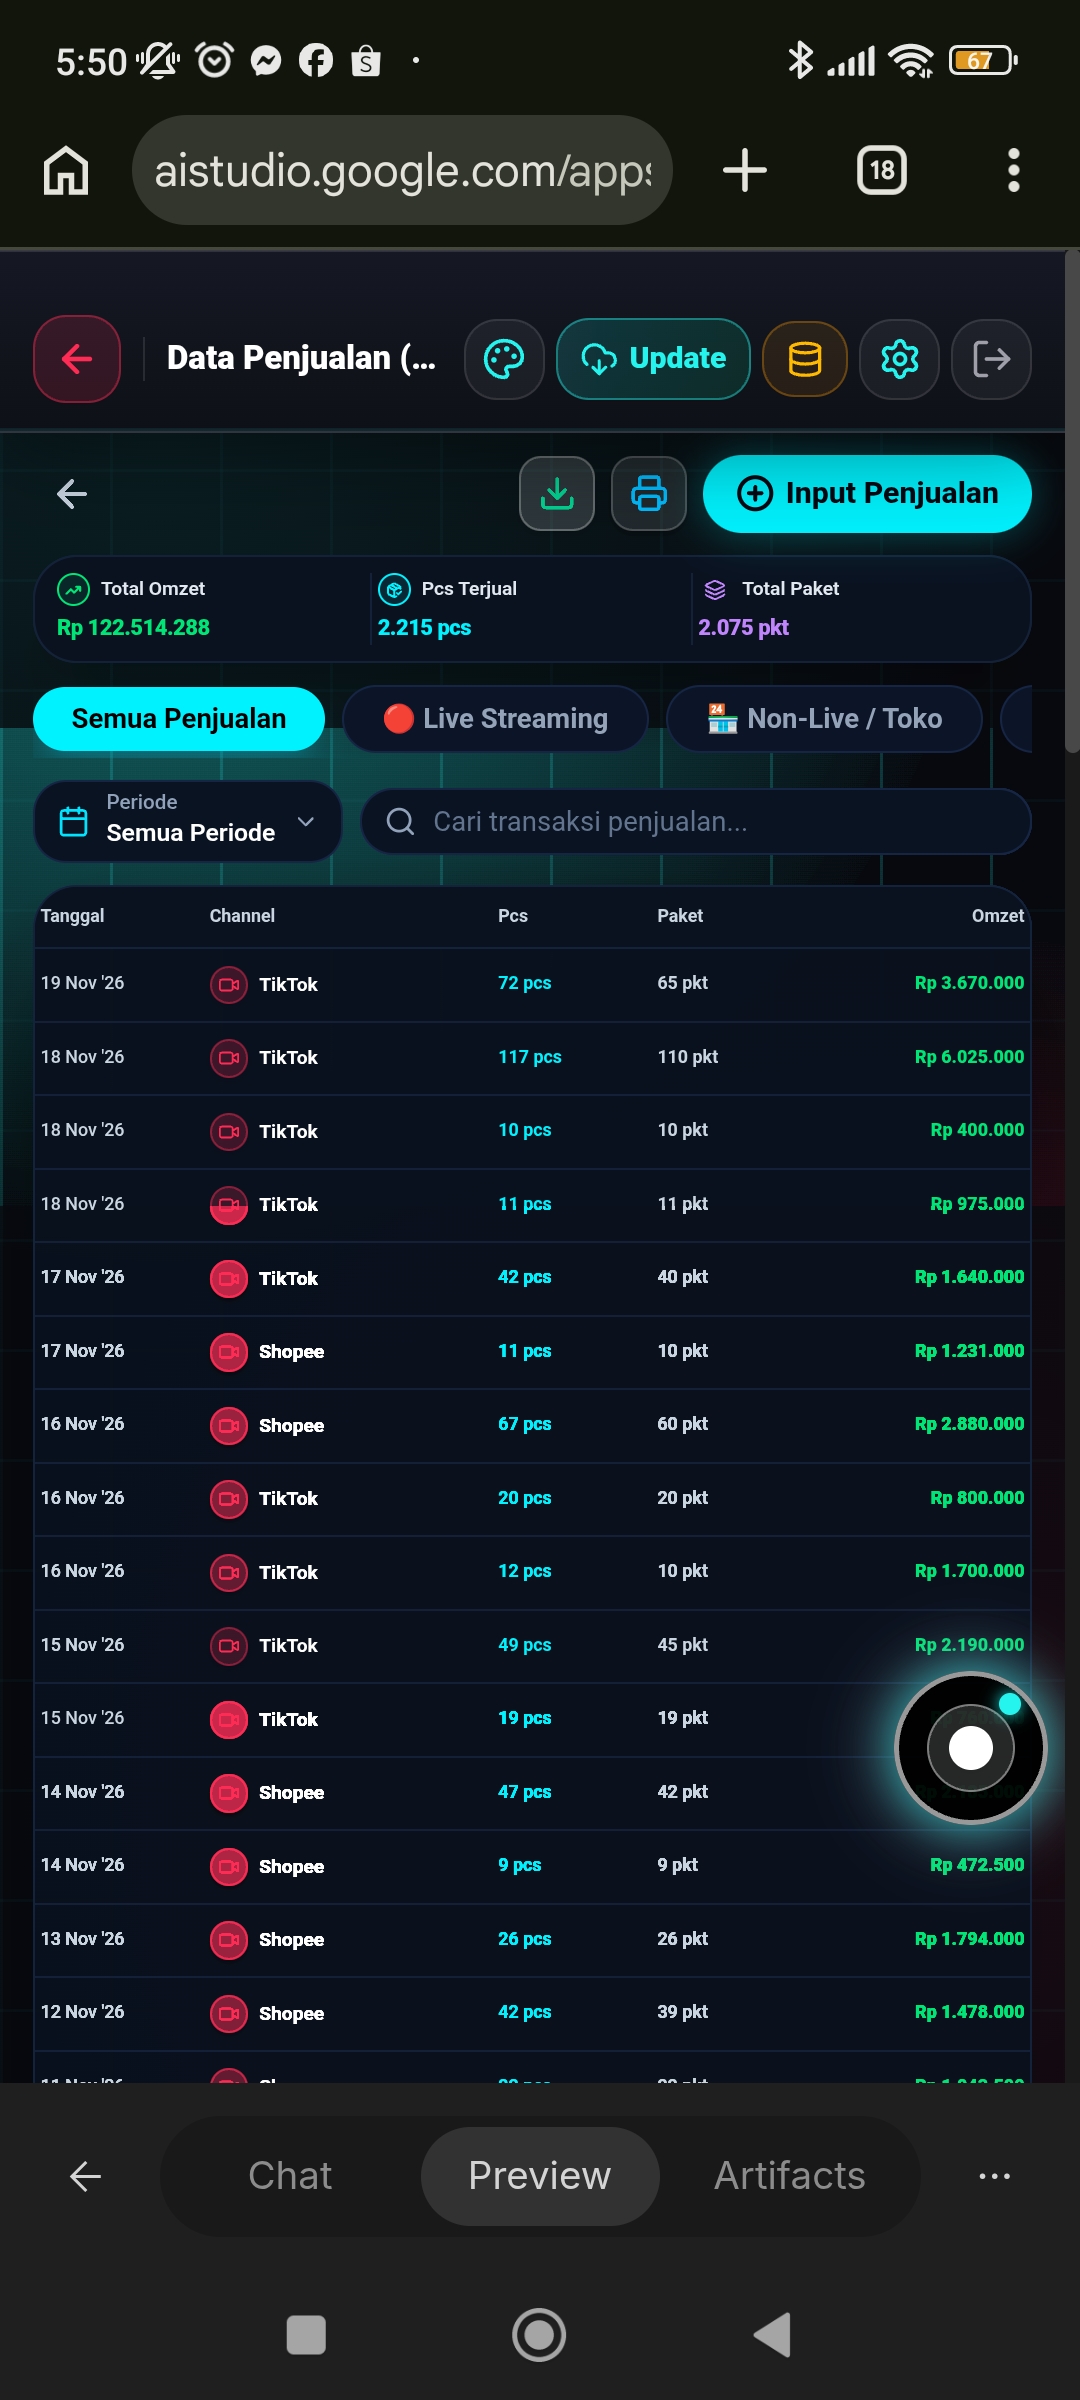 5:50
67
aistudio.google.com/apps
18
Data Penjualan (...
Update
Input Penjualan
Total Omzet
Rp 122.514.288
Pcs Terjual
2.215 pcs
Total Paket
2.075 pkt
Semua Penjualan
Live Streaming
24
Non-Live / Toko
Periode
Semua Periode
Cari transaksi penjualan...
Tanggal Channel Pcs Paket Omzet
19 Nov '26 TikTok 72 pcs 65 pkt Rp 3.670.000
18 Nov '26 TikTok 117 pcs 110 pkt Rp 6.025.000
18 Nov '26 TikTok 10 pcs 10 pkt Rp 400.000
18 Nov '26 TikTok 11 pcs 11 pkt Rp 975.000
17 Nov '26 TikTok 42 pcs 40 pkt Rp 1.640.000
17 Nov '26 Shopee 11 pcs 10 pkt Rp 1.231.000
16 Nov '26 Shopee 67 pcs 60 pkt Rp 2.880.000
16 Nov '26 TikTok 20 pcs 20 pkt Rp 800.000
16 Nov '26 TikTok 12 pcs 10 pkt Rp 1.700.000
15 Nov '26 TikTok 49 pcs 45 pkt Rp 2.190.000
15 Nov '26 TikTok 19 pcs 19 pkt
14 Nov '26 Shopee 47 pcs 42 pkt
14 Nov '26 Shopee 9 pcs 9 pkt Rp 472.500
13 Nov '26 Shopee 26 pcs 26 pkt Rp 1.794.000
12 Nov '26 Shopee 42 pcs 39 pkt Rp 1.478.000
Chat
Preview
Artifacts